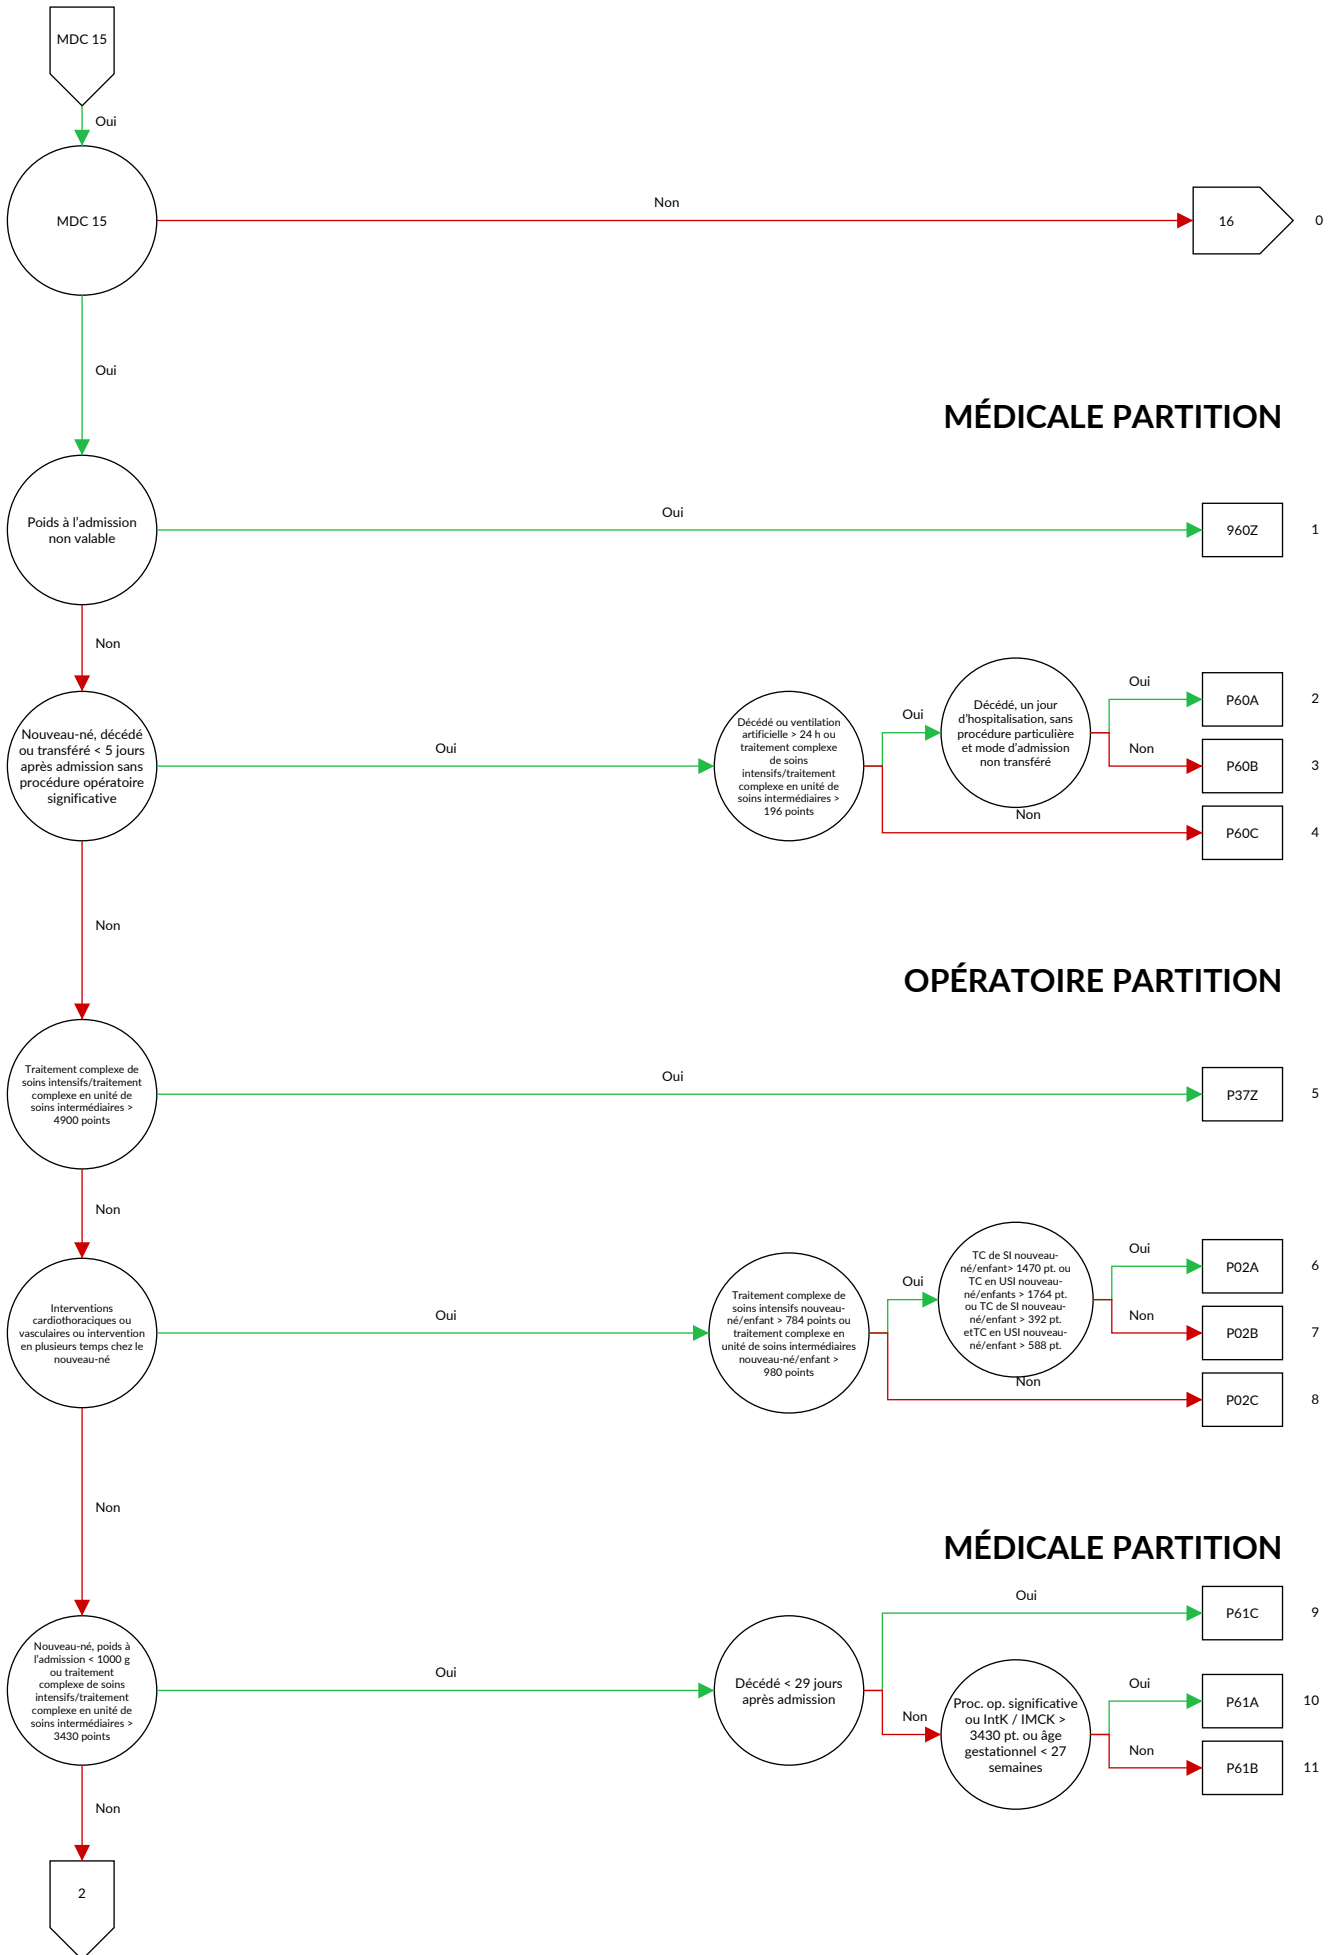 MDC 15
Oui
MDC 15
Non
16
0
Oui
MÉDICALE PARTITION
Poids à l'admission
non valable
Oui
960Z
1
Non
Nouveau-né, décédé
ou transféré < 5 jours
après admission sans
procédure opératoire
significative
Oui
Décédé ou ventilation
artificielle > 24 h ou
traitement complexe
de soins
intensifs/traitement
complexe en unité de
soins intermédiaires >
196 points
Oui
Décédé, un jour
d'hospitalisation, sans
procédure particulière
et mode d'admission
non transféré
Oui
P60A
2
Non
P60B
3
Non
P60C
4
Non
OPÉRATOIRE PARTITION
Traitement complexe de
soins intensifs/traitement
complexe en unité de
soins intermédiaires >
4900 points
Oui
P37Z
5
Non
Interventions
cardiothoraciques ou
vasculaires ou intervention
en plusieurs temps chez le
nouveau-né
Oui
Traitement complexe de
soins intensifs nouveau-
né/enfant > 784 points ou
traitement complexe en
unité de soins intermédiaires
nouveau-né/enfant >
980 points
Oui
TC de SI nouveau-
né/enfant> 1470 pt. ou
TC en USI nouveau-
né/enfants > 1764 pt.
ou TC de SI nouveau-
né/enfant > 392 pt.
etTC en USI nouveau-
né/enfant > 588 pt.
Oui
P02A
6
Non
P02B
7
Non
P02C
8
Non
MÉDICALE PARTITION
Nouveau-né, poids à
l'admission < 1000 g
ou traitement
complexe de soins
intensifs/traitement
complexe en unité de
soins intermédiaires >
3430 points
Oui
Décédé < 29 jours
après admission
Oui
P61C
9
Non
Proc. op. significative
ou IntK / IMCK >
3430 pt. ou âge
gestationnel < 27
semaines
Oui
P61A
10
Non
P61B
11
Non
2